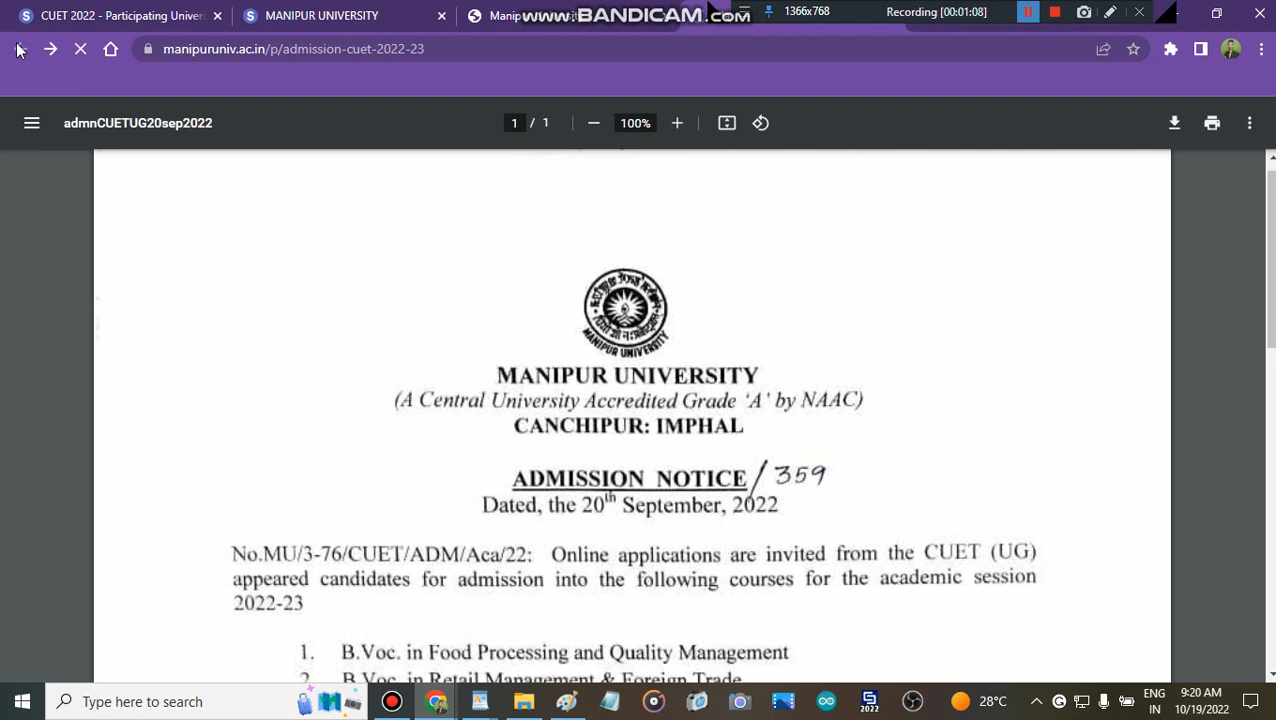 CUET 2022 - Participating Univer
MANIPUR UNIVERSITY
www.BANDICAM.com
1366x768
Recording [00:01:08]
manipuruniv.ac.in/p/admission-cuet-2022-23
admnCUETUG20sep2022
1 / 1
100%
MANIPUR UNIVERSITY
MANIPUR UNIVERSITY
(A Central University Accredited Grade 'A' by NAAC)
CANCHIPUR: IMPHAL
ADMISSION NOTICE/359
Dated, the 20th September, 2022
No.MU/3-76/CUET/ADM/Aca/22: Online applications are invited from the CUET (UG)
appeared candidates for admission into the following courses for the academic session
2022-23
1. B.Voc. in Food Processing and Quality Management
2. B.Voc. in Retail Management & Foreign Trade
Type here to search
2022
28°C
ENG
IN
9:20 AM
10/19/2022